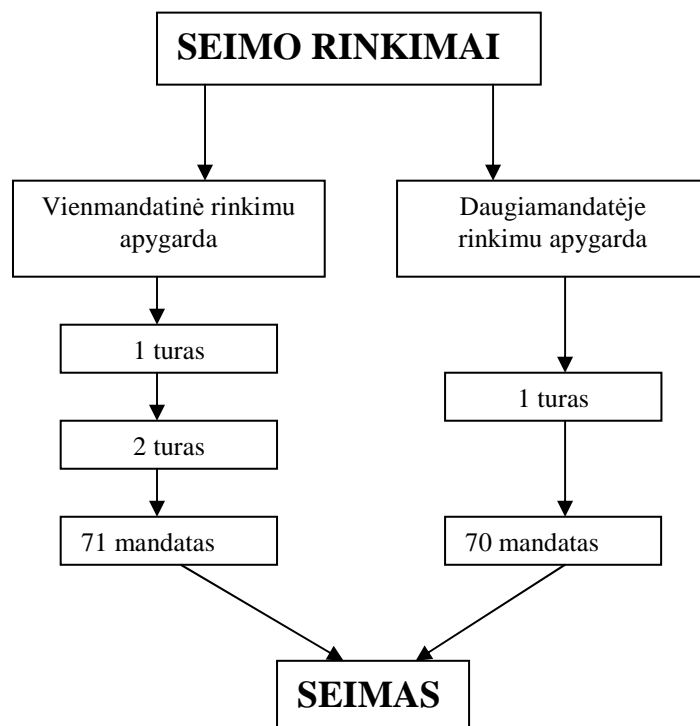 SEIMO RINKIMAI
Vienmandatinė rinkimu
apygarda
Daugiamandatėje
rinkimu apygarda
1 turas
1 turas
2 turas
71 mandatas
70 mandatas
SEIMAS